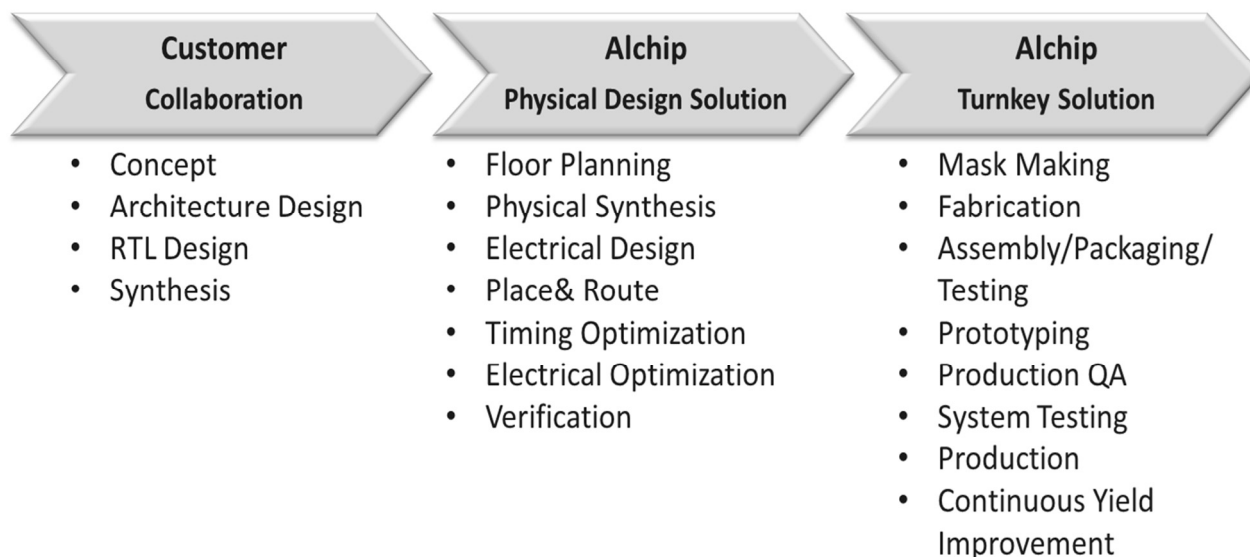 Customer
Collaboration
• Concept
• Architecture Design
• RTL Design
• Synthesis
Alchip
Physical Design Solution
• Floor Planning
• Physical Synthesis
• Electrical Design
• Place& Route
• Timing Optimization
• Electrical Optimization
• Verification
Alchip
Turnkey Solution
• Mask Making
• Fabrication
• Assembly/Packaging/
Testing
• Prototyping
• Production QA
• System Testing
• Production
• Continuous Yield
Improvement